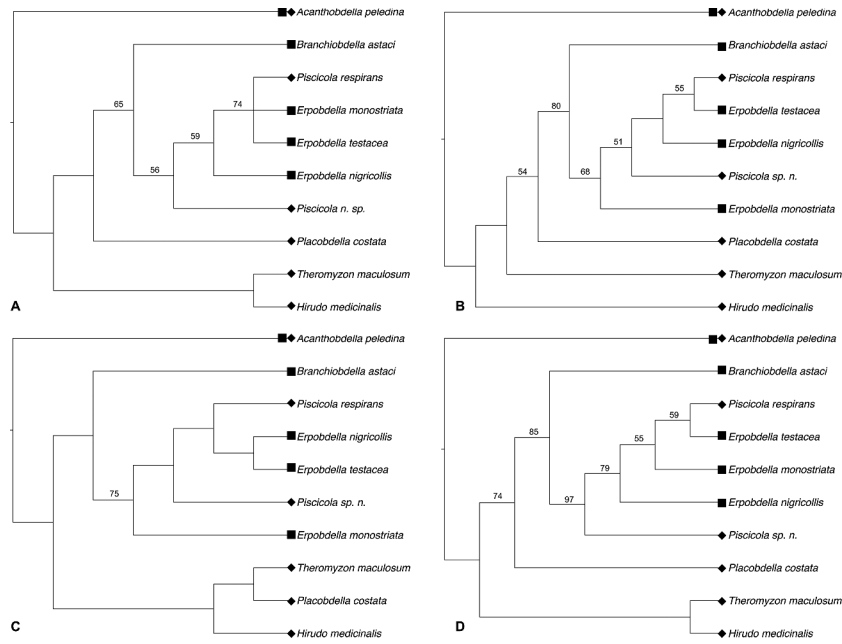 Acanthobdella peledina
Branchiobdella astaci
65
Piscicola respirans
74
Erpobdella monostriata
59
Erpobdella testacea
56
Erpobdella nigricollis
Piscicola n. sp.
Placobdella costata
Theromyzon maculosum
A
Hirudo medicinalis
Acanthobdella peledina
Branchiobdella astaci
80
Piscicola respirans
55
Erpobdella testacea
51
Erpobdella nigricollis
54
68
Piscicola sp. n.
Erpobdella monostriata
Placobdella costata
Theromyzon maculosum
B
Hirudo medicinalis
Acanthobdella peledina
Branchiobdella astaci
Piscicola respirans
Erpobdella nigricollis
Erpobdella testacea
75
Piscicola sp. n.
Erpobdella monostriata
Theromyzon maculosum
Placobdella costata
C
Hirudo medicinalis
Acanthobdella peledina
Branchiobdella astaci
85
Piscicola respirans
59
Erpobdella testacea
55
Erpobdella monostriata
79
74
97
Erpobdella nigricollis
Piscicola sp. n.
Placobdella costata
Theromyzon maculosum
D
Hirudo medicinalis